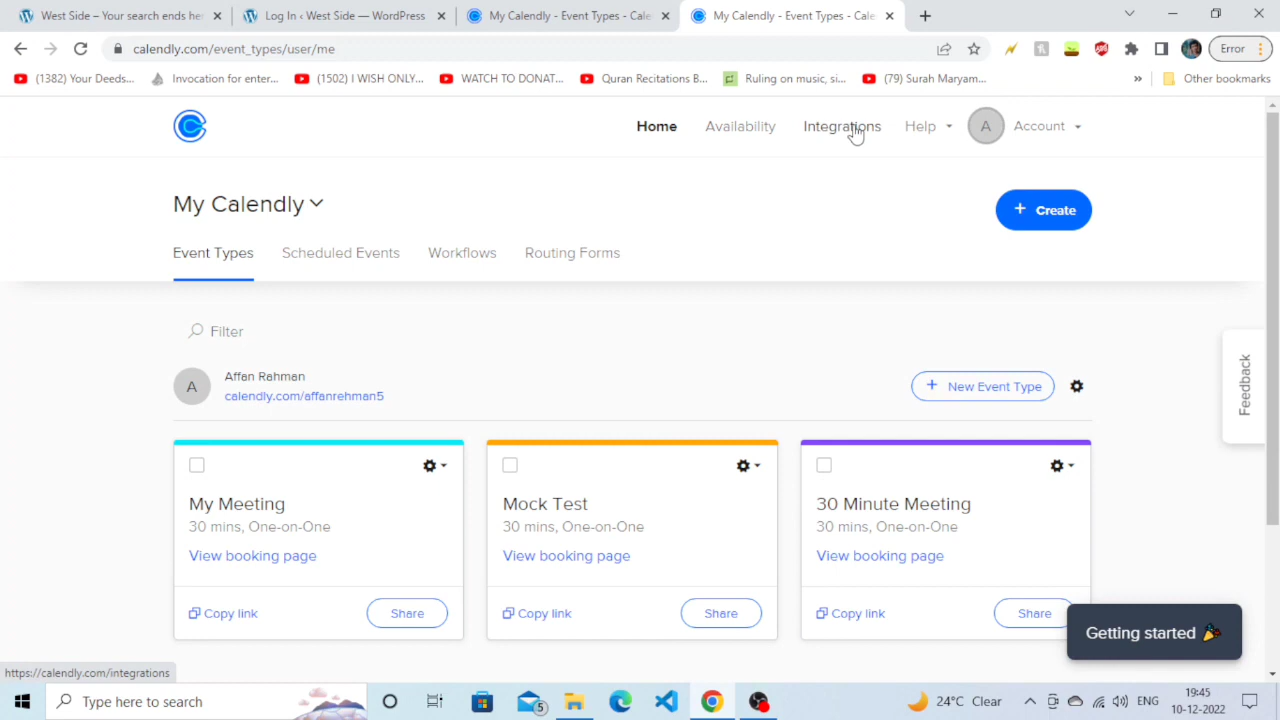 West Side – Your search ends her
Log In ‹ West Side — WordPress
My Calendly - Event Types - Cale
My Calendly - Event Types - Cale
calendly.com/event_types/user/me
Error
(1382) Your Deeds...
Invocation for enter...
(1502) I WISH ONLY...
WATCH TO DONAT...
Quran Recitations B...
Ruling on music, si...
(79) Surah Maryam...
»
Other bookmarks
Home
Availability
Integrations
Help
A
Account
My Calendly
+ Create
Event Types
Scheduled Events
Workflows
Routing Forms
Filter
A
Affan Rahman
calendly.com/affanrehman5
+ New Event Type
Feedback
My Meeting
30 mins, One-on-One
View booking page
Copy link
Share
Mock Test
30 mins, One-on-One
View booking page
Copy link
Share
30 Minute Meeting
30 mins, One-on-One
View booking page
Copy link
Share
Getting started
https://calendly.com/integrations
Type here to search
5
24°C Clear
ENG
19:45
10-12-2022